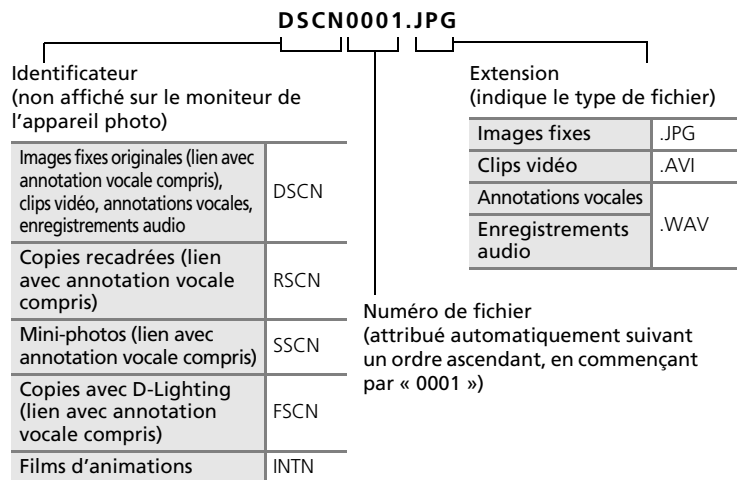 DSCN0001.JPG
Identificateur
(non affiché sur le moniteur de
l'appareil photo)
Images fixes originales (lien avec
annotation vocale compris),
clips vidéo, annotations vocales,
enregistrements audio
DSCN
Copies recadrées (lien
avec annotation vocale
compris)
RSCN
Mini-photos (lien avec
annotation vocale compris)
SSCN
Copies avec D-Lighting
(lien avec annotation
vocale compris)
FSCN
Films d'animations
INTN
Extension
(indique le type de fichier)
Images fixes
.JPG
Clips vidéo
.AVI
Annotations vocales
Enregistrements
audio
.WAV
Numéro de fichier
(attribué automatiquement suivant
un ordre ascendant, en commençant
par « 0001 »)